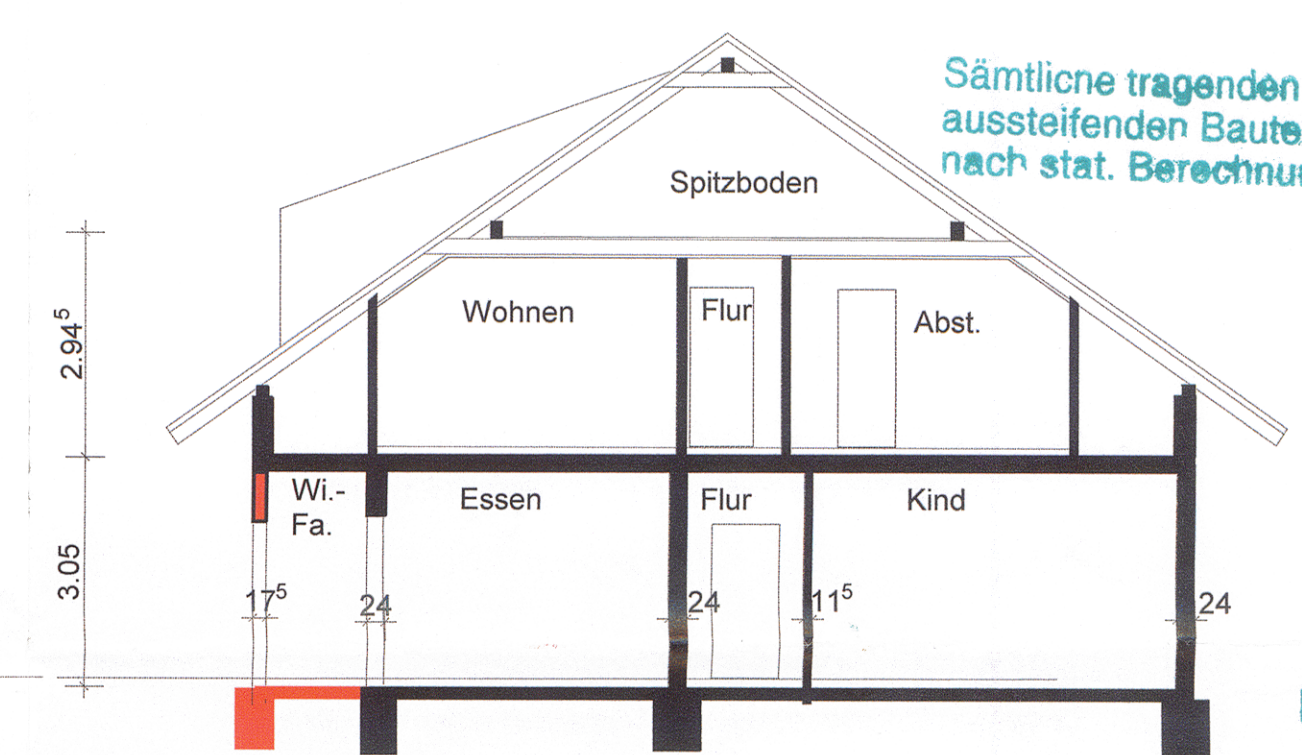 Sämtliche tragenden
aussteifenden Baute
nach stat. Berechnu
Spitzboden
2.94⁵
Wohnen
Flur
Abst.
Wi.-
Fa.
Essen
Flur
Kind
3.05
17⁵
24
24
11⁵
24